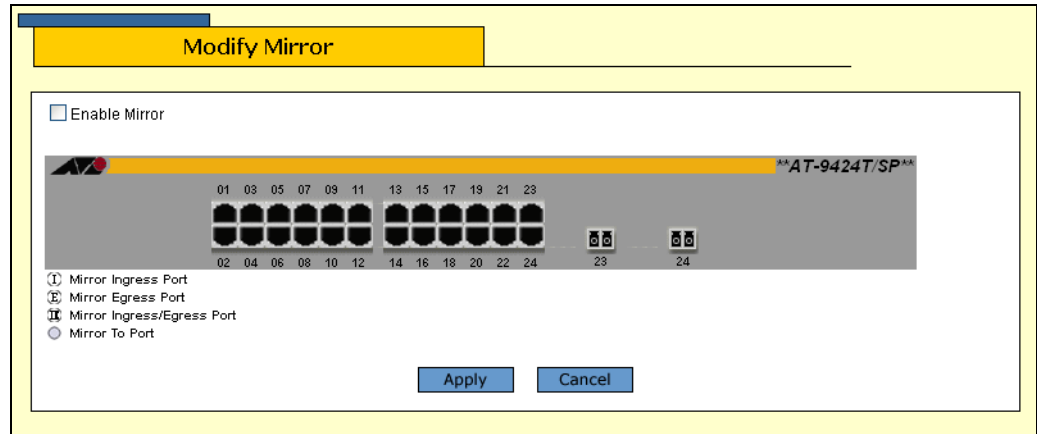 Modify Mirror
Enable Mirror
**AT-9424T/SP**
01 03 05 07 09 11 13 15 17 19 21 23
02 04 06 08 10 12 14 16 18 20 22 24 23 24
I Mirror Ingress Port
E Mirror Egress Port
Mirror Ingress/Egress Port
Mirror To Port
Apply Cancel